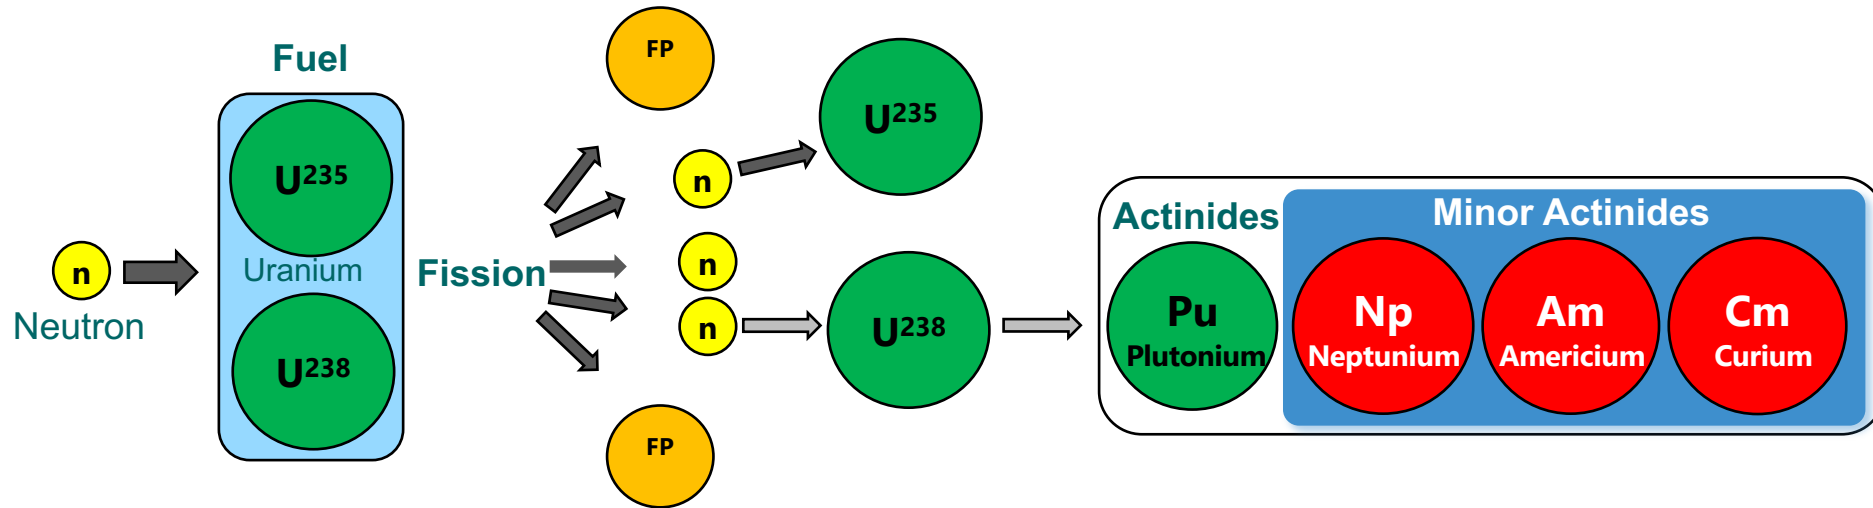 n
Neutron
Fuel
U²³⁵
Uranium
U²³⁸
Fission
FP
n
n
n
FP
U²³⁵
U²³⁸
Actinides
Pu
Plutonium
Minor Actinides
Np
Neptunium
Am
Americium
Cm
Curium